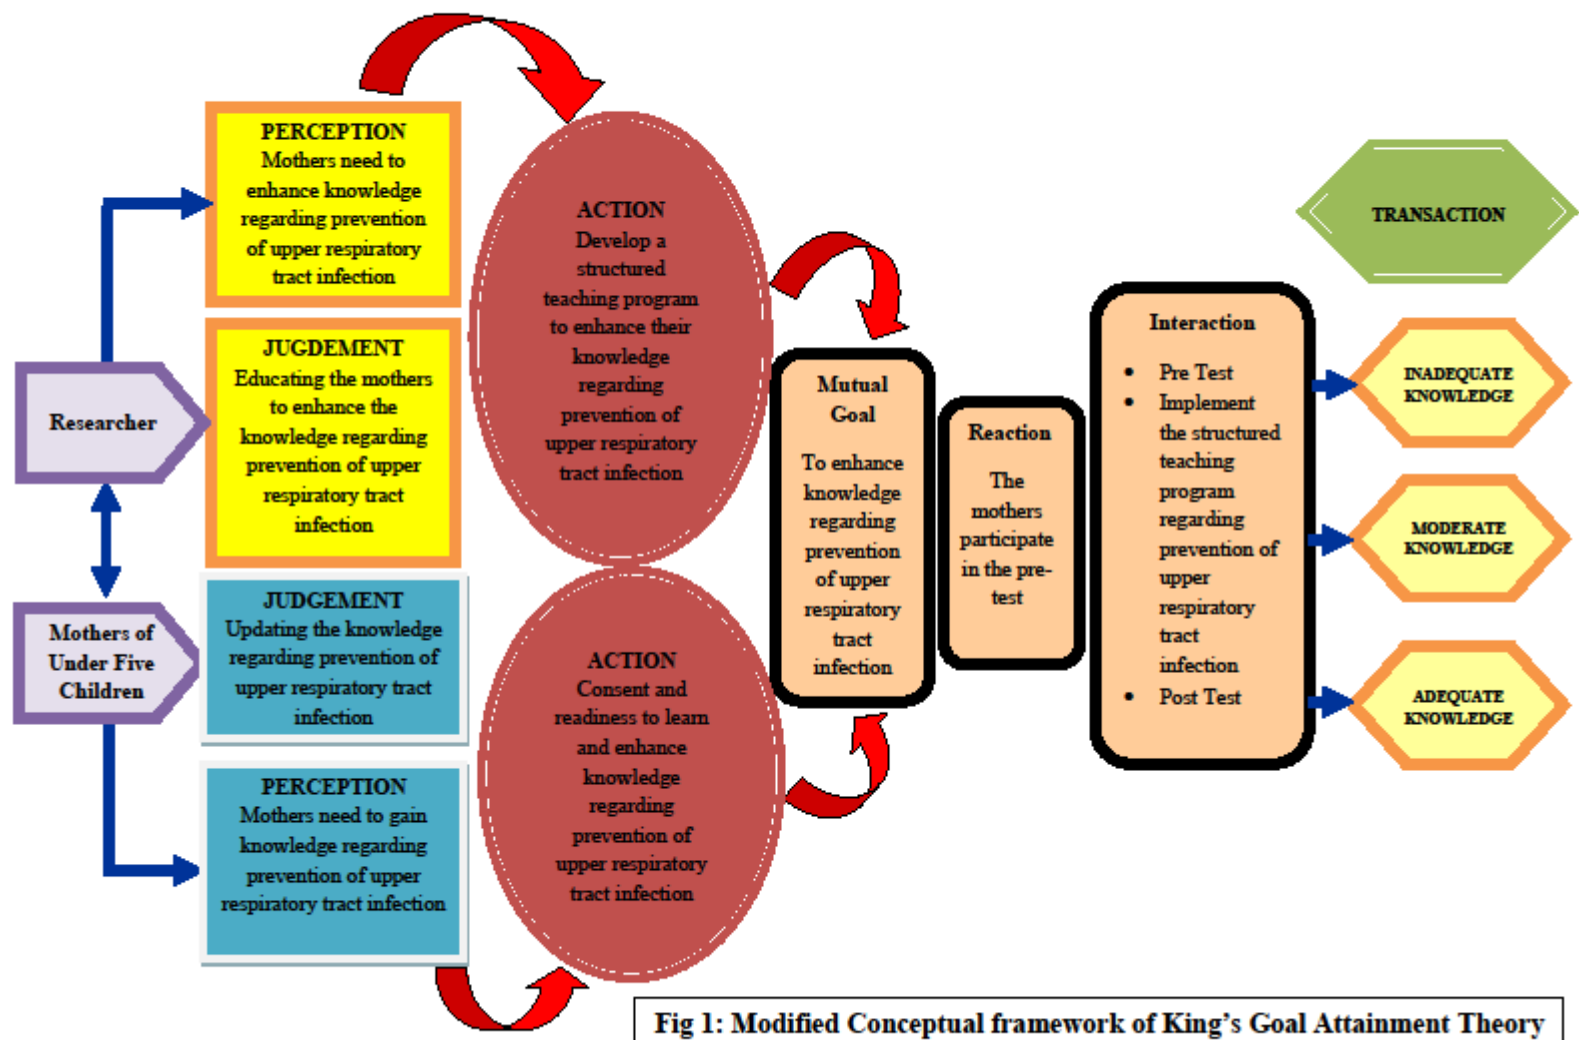 PERCEPTION
Mothers need to
enhance knowledge
regarding prevention
of upper respiratory
tract infection
JUGDEMENT
Educating the mothers
to enhance the
knowledge regarding
prevention of upper
respiratory tract
infection
Researcher
Mothers of
Under Five
Children
JUDGEMENT
Updating the knowledge
regarding prevention of
upper respiratory tract
infection
PERCEPTION
Mothers need to gain
knowledge regarding
prevention of upper
respiratory tract infection
ACTION
Develop a
structured
teaching program
to enhance their
knowledge
regarding
prevention of
upper respiratory
tract infection
ACTION
Consent and
readiness to learn
and enhance
knowledge
regarding
prevention of
upper respiratory
tract infection
Mutual
Goal
To enhance
knowledge
regarding
prevention
of upper
respiratory
tract
infection
Reaction
The
mothers
participate
in the pre-
test
Interaction
• Pre Test
• Implement
the structured
teaching
program
regarding
prevention of
upper
respiratory
tract
infection
• Post Test
TRANSACTION
INADEQUATE
KNOWLEDGE
MODERATE
KNOWLEDGE
ADEQUATE
KNOWLEDGE
Fig 1: Modified Conceptual framework of King’s Goal Attainment Theory